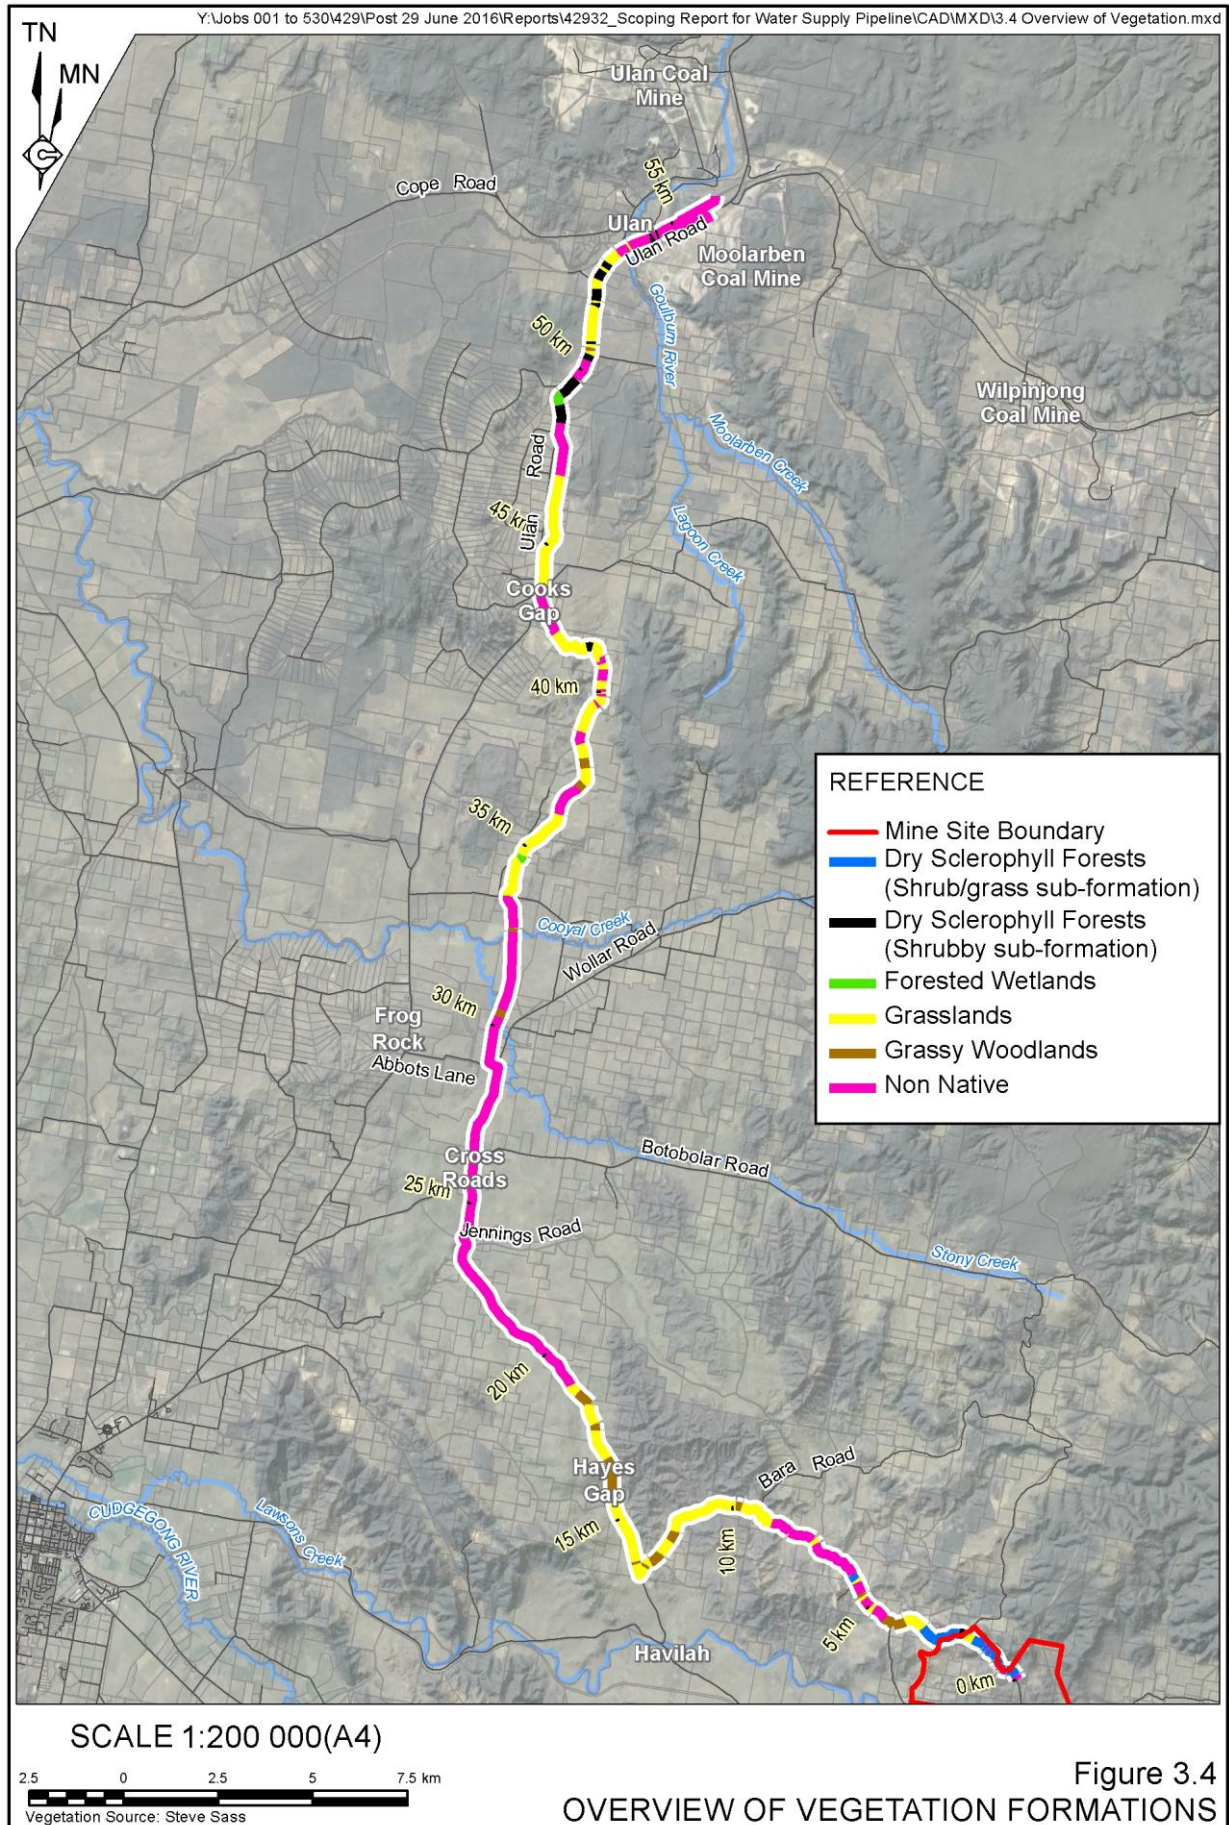 Y:\Jobs 001 to 530\429\Post 29 June 2016\Reports\42932_Scoping Report for Water Supply Pipeline\CAD\MXD\3.4 Overview of Vegetation.mxd
TN
MN
Ulan Coal
Mine
55 km
Cope Road
Ulan
Ulan Road
Moolarben
Coal Mine
Goulburn River
50 km
Wilpinjong
Coal Mine
Moolarben Creek
Ulan Road
45 km
Lagoon Creek
Cooks
Gap
40 km
35 km
REFERENCE
Mine Site Boundary
Dry Sclerophyll Forests
(Shrub/grass sub-formation)
Dry Sclerophyll Forests
(Shrubby sub-formation)
Forested Wetlands
Grasslands
Grassy Woodlands
Non Native
Cooyal Creek
Wollar Road
30 km
Frog
Rock
Abbots Lane
Botobolar Road
Cross
Roads
25 km
Jennings Road
Stony Creek
20 km
Hayes
Gap
Bara Road
15 km
10 km
CUDGEGONG RIVER
Lawsons Creek
5 km
Havilah
0 km
SCALE 1:200 000(A4)
2.5 0 2.5 5 7.5 km
Vegetation Source: Steve Sass
Figure 3.4
OVERVIEW OF VEGETATION FORMATIONS